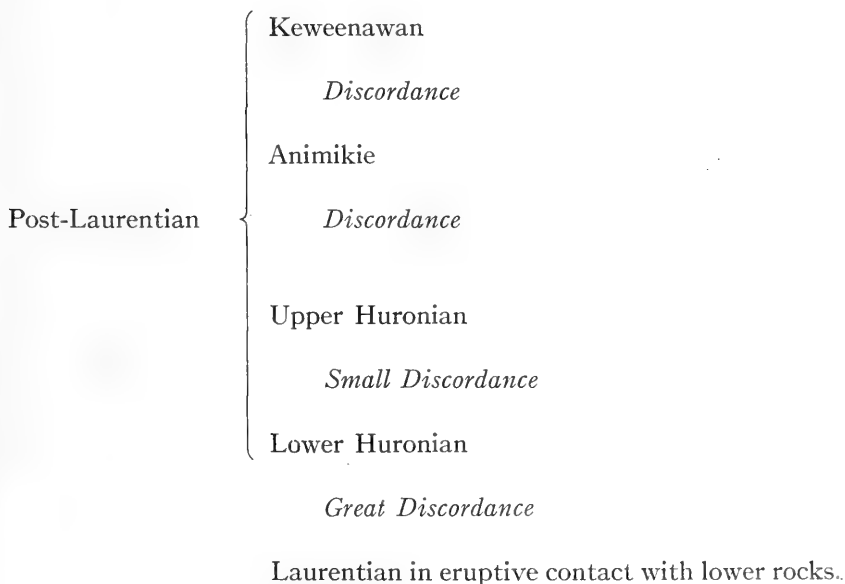 Keweenawan
Discordance
Animikie
Post-Laurentian
Discordance
Upper Huronian
Small Discordance
Lower Huronian
Great Discordance
Laurentian in eruptive contact with lower rocks.